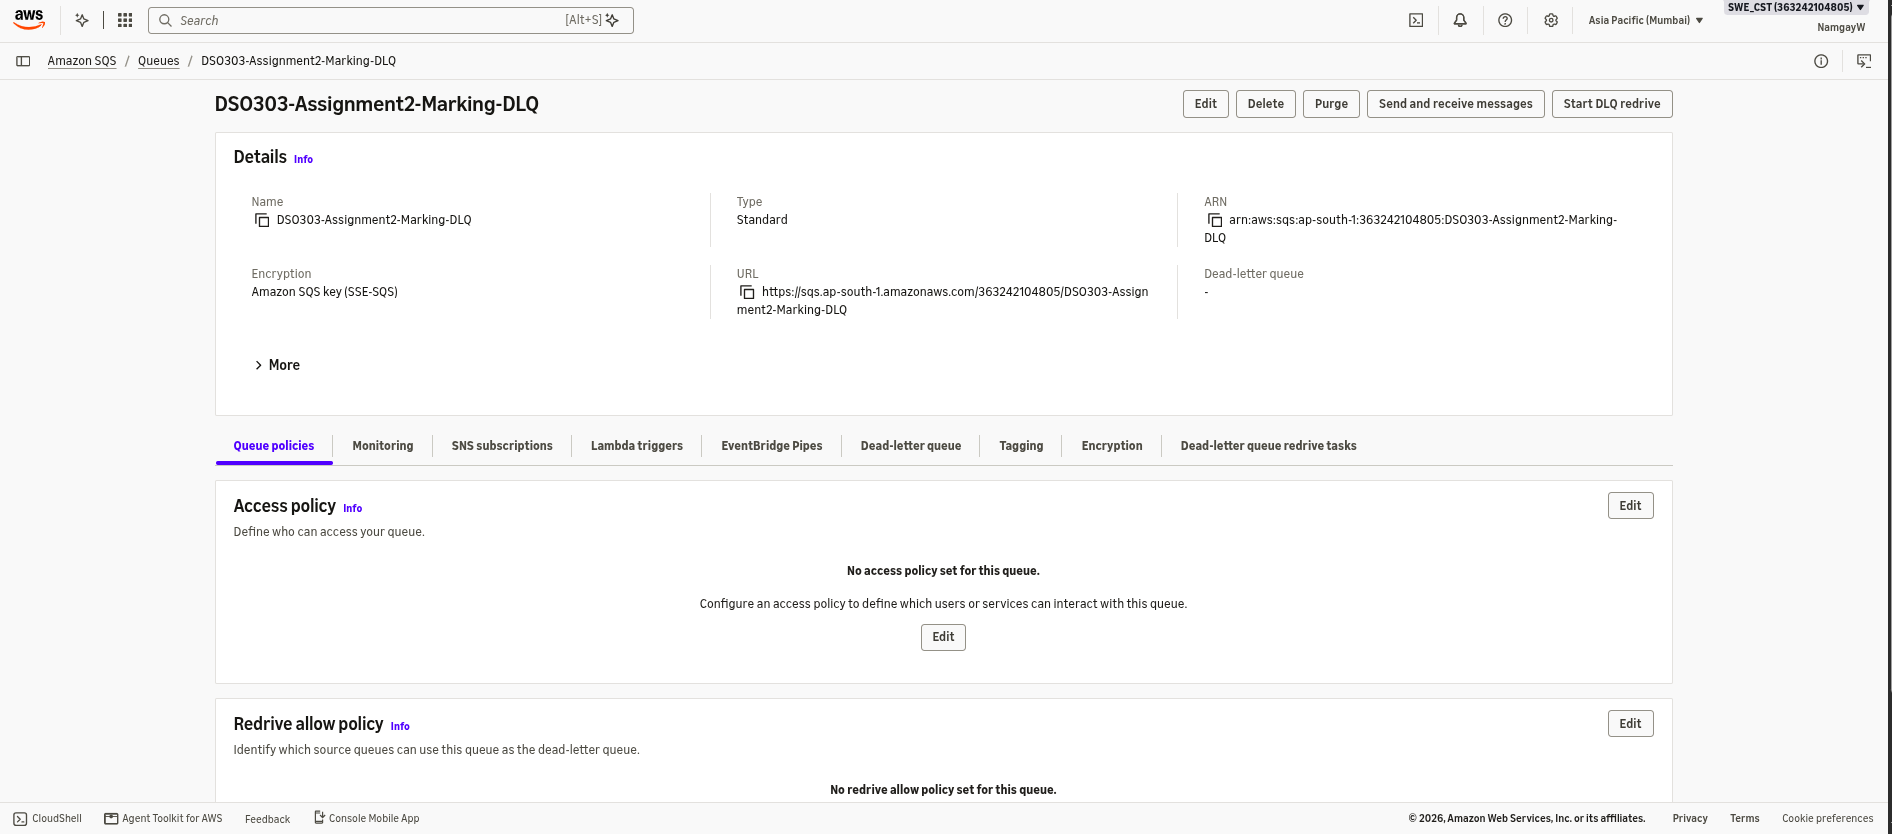 aws
Search
[Alt+S]
Asia Pacific (Mumbai)
SWE_CST (363242104805)
NamgayW
Amazon SQS / Queues / DSO303-Assignment2-Marking-DLQ
DSO303-Assignment2-Marking-DLQ
Edit
Delete
Purge
Send and receive messages
Start DLQ redrive
Details Info
Name
DSO303-Assignment2-Marking-DLQ
Type
Standard
ARN
arn:aws:sqs:ap-south-1:363242104805:DSO303-Assignment2-Marking-
DLQ
Encryption
Amazon SQS key (SSE-SQS)
URL
https://sqs.ap-south-1.amazonaws.com/363242104805/DSO303-Assign
ment2-Marking-DLQ
Dead-letter queue
-
More
Queue policies
Monitoring
SNS subscriptions
Lambda triggers
EventBridge Pipes
Dead-letter queue
Tagging
Encryption
Dead-letter queue redrive tasks
Access policy Info
Edit
Define who can access your queue.
No access policy set for this queue.
Configure an access policy to define which users or services can interact with this queue.
Edit
Redrive allow policy Info
Edit
Identify which source queues can use this queue as the dead-letter queue.
No redrive allow policy set for this queue.
CloudShell
Agent Toolkit for AWS
Feedback
Console Mobile App
© 2026, Amazon Web Services, Inc. or its affiliates.
Privacy
Terms
Cookie preferences